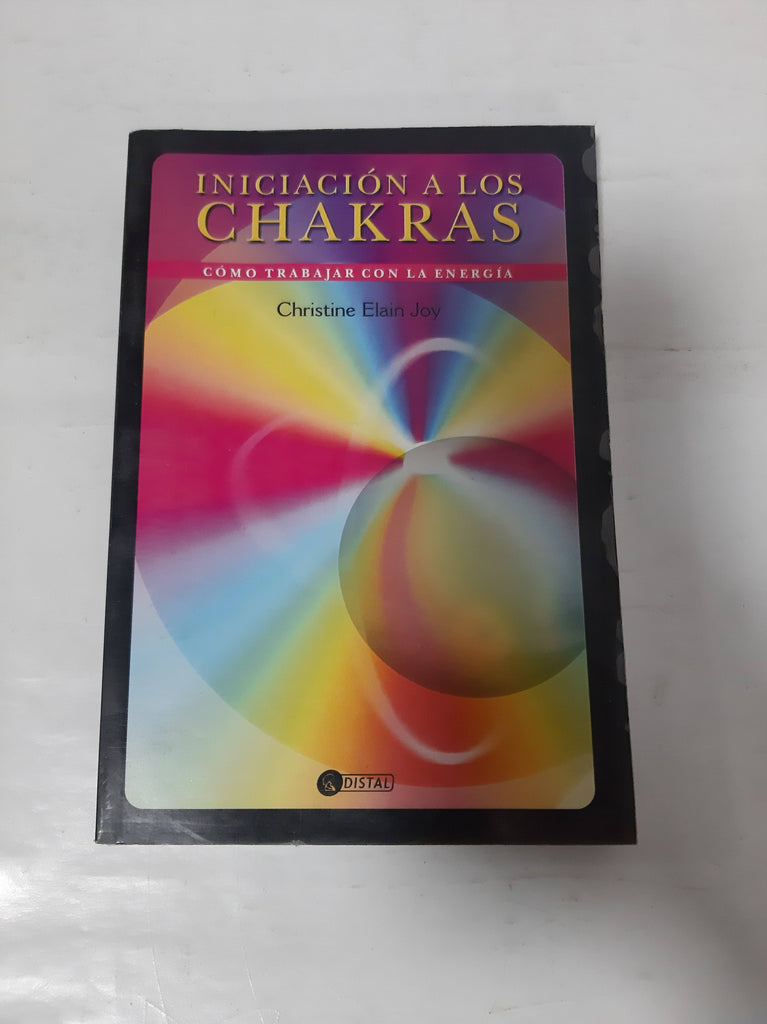 INICIACIÓN A LOS
CHAKRAS
CÓMO TRABAJAR CON LA ENERGÍA
Christine Elain Joy
DISTAL